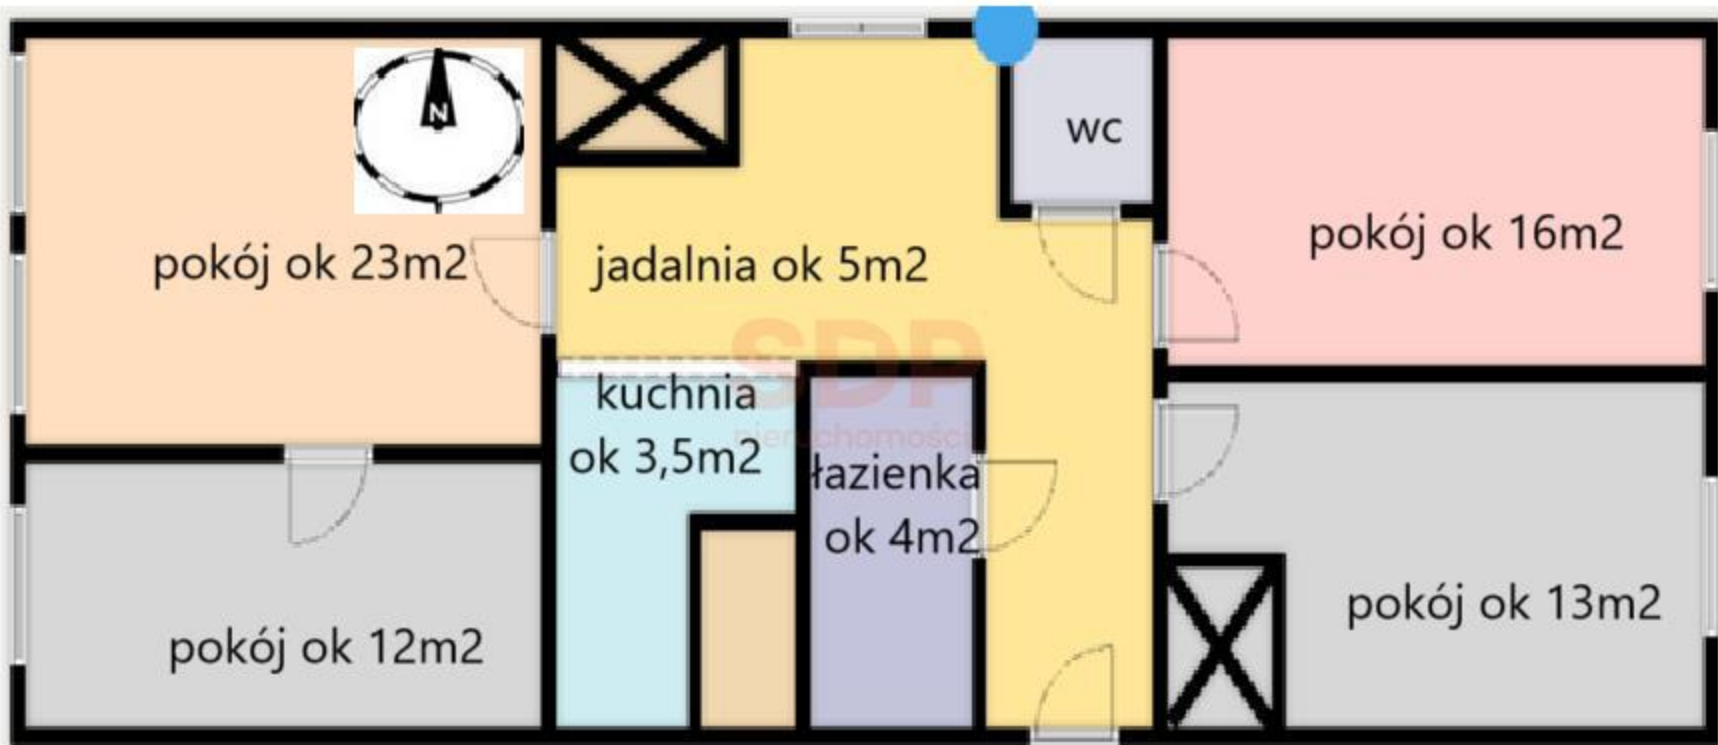 N
wc
pokój ok 23m2
jadalnia ok 5m2
pokój ok 16m2
SDP
nieruchomości
kuchnia
ok 3,5m2
łazienka
ok 4m2
pokój ok 12m2
pokój ok 13m2